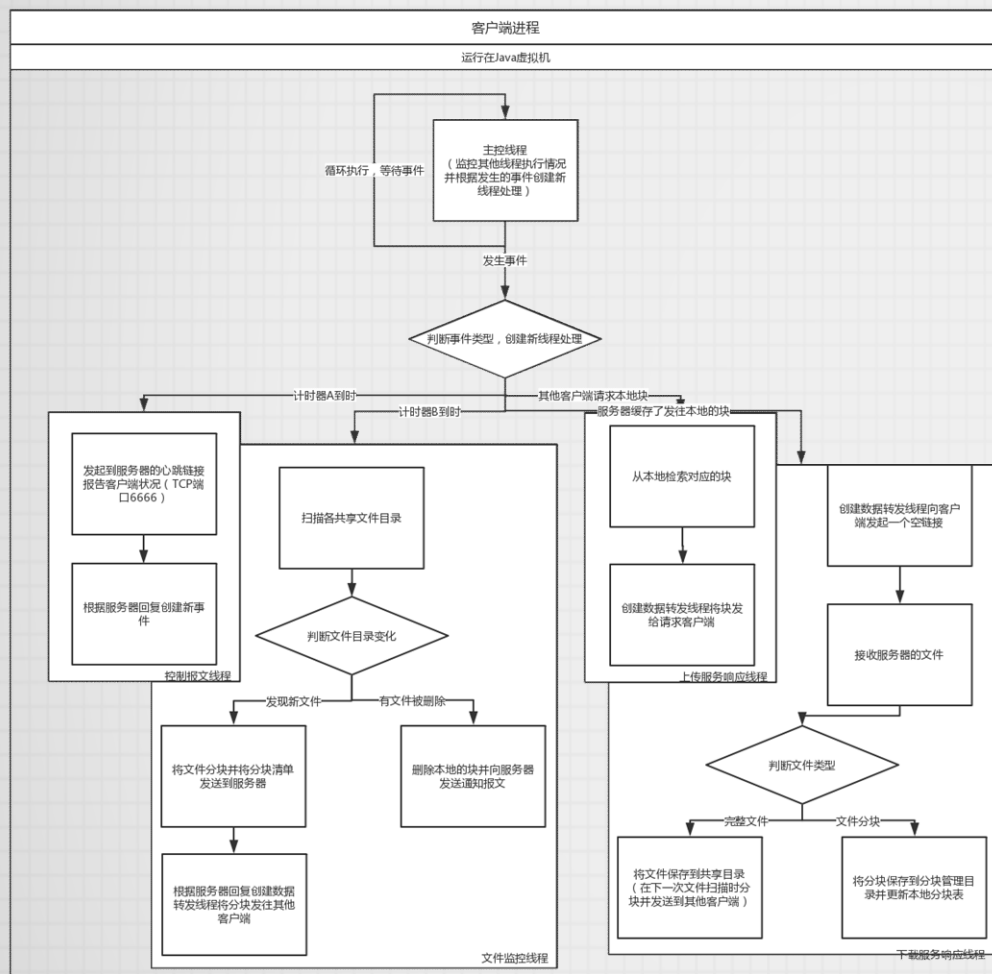 客户端进程
运行在Java虚拟机
主控线程
（监控其他线程执行情况
并根据发生的事件创建新
线程处理）
循环执行，等待事件
发生事件
判断事件类型，创建新线程处理
计时器A到时
其他客户端请求本地块
计时器B到时
服务器缓存了发往本地的块
发起到服务器的心跳链接
报告客户端状况（TCP端
口6666）
根据服务器回复创建新事
件
控制报文线程
扫描各共享文件目录
判断文件目录变化
发现新文件
有文件被删除
将文件分块并将分块清单
发送到服务器
删除本地的块并向服务器
发送通知报文
根据服务器回复创建数据
转发线程将分块发往其他
客户端
文件监控线程
从本地检索对应的块
创建数据转发线程将块发
给请求客户端
上传服务响应线程
创建数据转发线程向客户
端发起一个空链接
接收服务器的文件
判断文件类型
完整文件
文件分块
将文件保存到共享目录
（在下一次文件扫描时分
块并发送到其他客户端）
将分块保存到分块管理目
录并更新本地分块表
下载服务响应线程